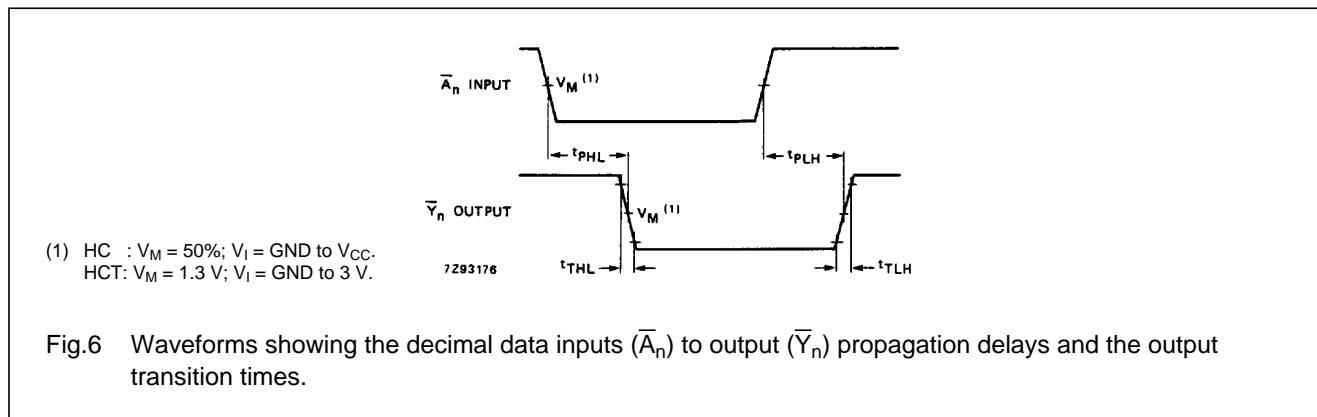 A̅n INPUT
VM (1)
tPHL
tPLH
Y̅n OUTPUT
VM (1)
(1) HC : VM = 50%; VI = GND to VCC.
HCT: VM = 1.3 V; VI = GND to 3 V.
7Z93176
tTHL
tTLH
Fig.6 Waveforms showing the decimal data inputs (A̅n) to output (Y̅n) propagation delays and the output
transition times.